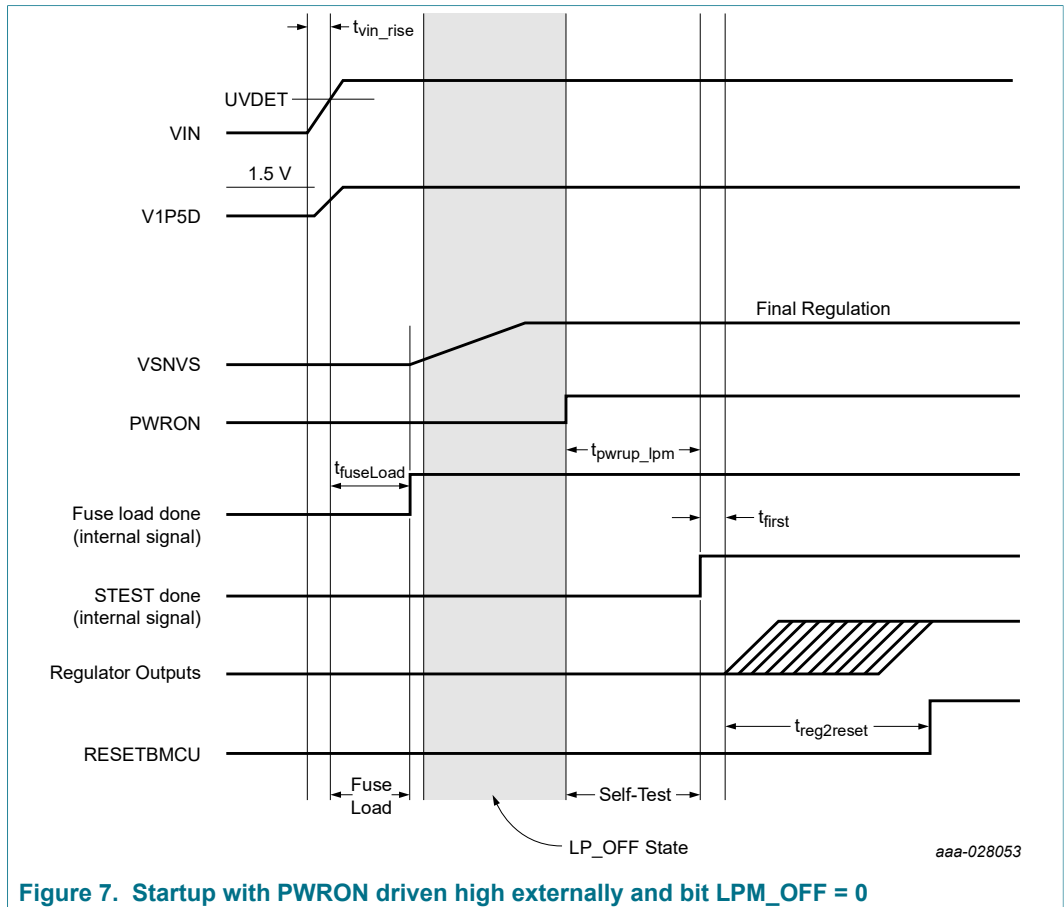 tvin_rise
UVDET
VIN
1.5 V
V1P5D
Final Regulation
VSNVS
PWRON
tpwrup_lpm
tfuseLoad
Fuse load done
(internal signal)
tfirst
STEST done
(internal signal)
Regulator Outputs
treg2reset
RESETBMCU
Fuse
Load
Self-Test
LP_OFF State
aaa-028053
Figure 7. Startup with PWRON driven high externally and bit LPM_OFF = 0